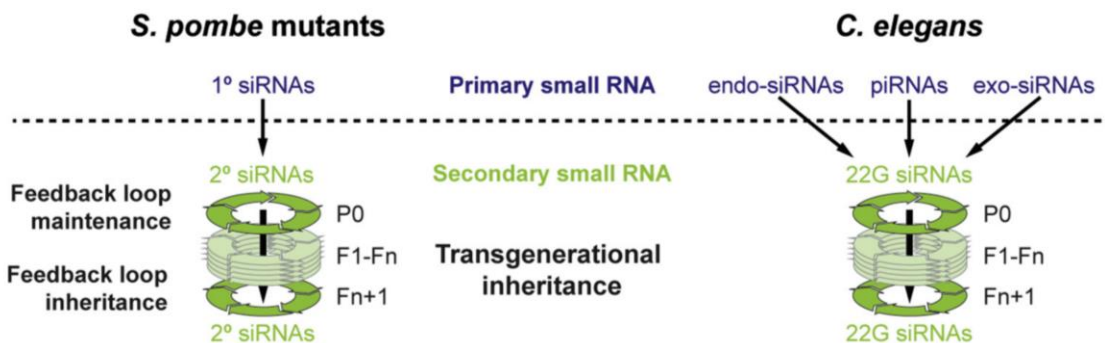 S. pombe mutants
C. elegans
1º siRNAs
Primary small RNA
endo-siRNAs
piRNAs
exo-siRNAs
2º siRNAs
Secondary small RNA
22G siRNAs
Feedback loop
maintenance
P0
P0
F1-Fn
Transgenerational
inheritance
F1-Fn
Feedback loop
inheritance
Fn+1
Fn+1
2º siRNAs
22G siRNAs